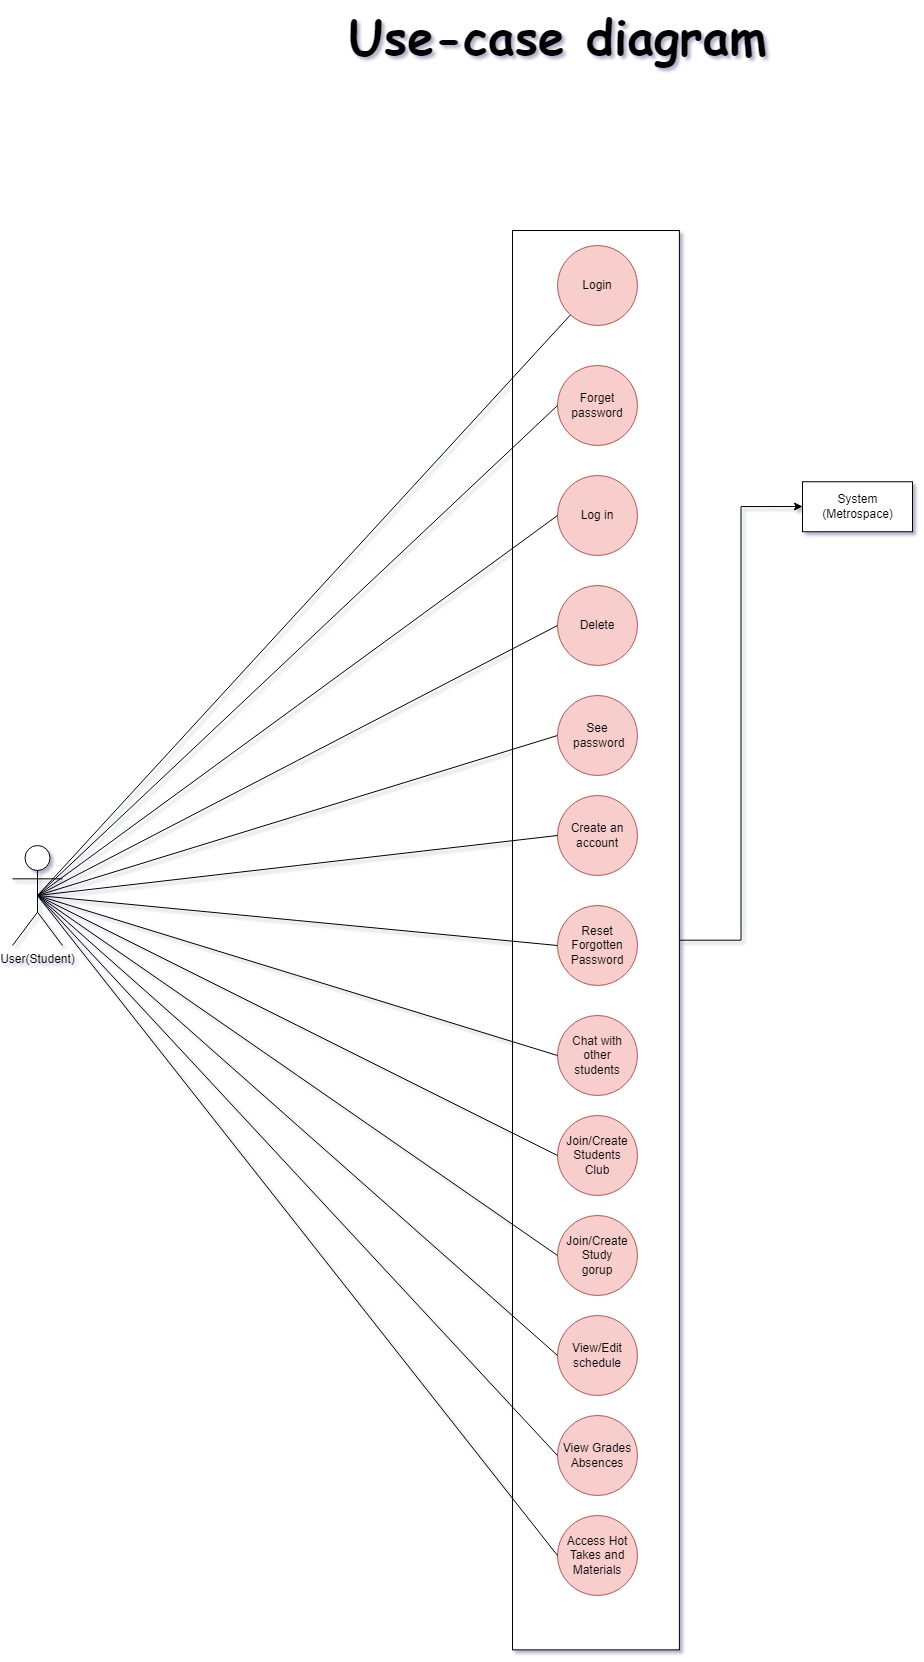 Use-case diagram
Login
Forget
password
Log in
Delete
See
password
Create an
account
Reset
Forgotten
Password
Chat with
other
students
Join/Create
Students
Club
Join/Create
Study
gorup
View/Edit
schedule
View Grades
Absences
Access Hot
Takes and
Materials
User(Student)
System
(Metrospace)